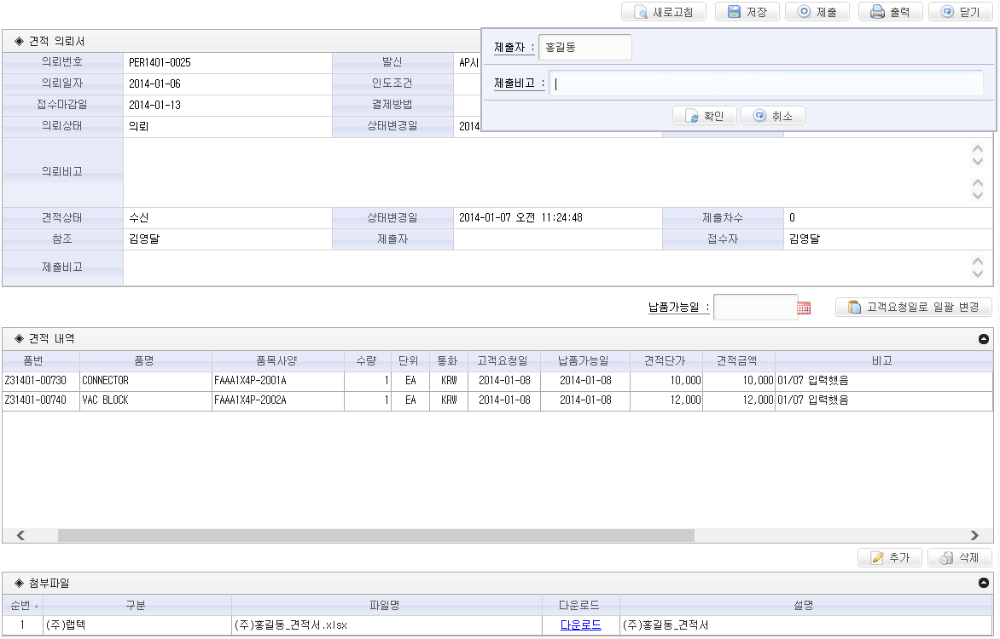 새로고침 저장 제출 출력 닫기
◈ 견적 의뢰서
제출자 : 홍길동
의뢰번호 PER1401-0025 발신 AP시
의뢰일자 2014-01-06 인도조건
제출비고 :
접수마감일 2014-01-13 결제방법
확인 취소
의뢰상태 의뢰 상태변경일 2014
의뢰비고
견적상태 수신 상태변경일 2014-01-07 오전 11:24:48 제출차수 0
참조 김영달 제출자 접수자 김영달
제출비고
납품가능일 : 고객요청일로 일괄 변경
◈ 견적 내역
품번 품명 품목사양 수량 단위 통화 고객요청일 납품가능일 견적단가 견적금액 비고
Z31401-00730 CONNECTOR FAAA1X4P-2001A 1 EA KRW 2014-01-08 2014-01-08 10,000 10,000 01/07 입력했음
Z31401-00740 VAC BLOCK FAAA1X4P-2002A 1 EA KRW 2014-01-08 2014-01-08 12,000 12,000 01/07 입력했음
추가 삭제
◈ 첨부파일
순번 구분 파일명 다운로드 설명
1 (주)랩텍 (주)홍길동_견적서.xlsx 다운로드 (주)홍길동_견적서